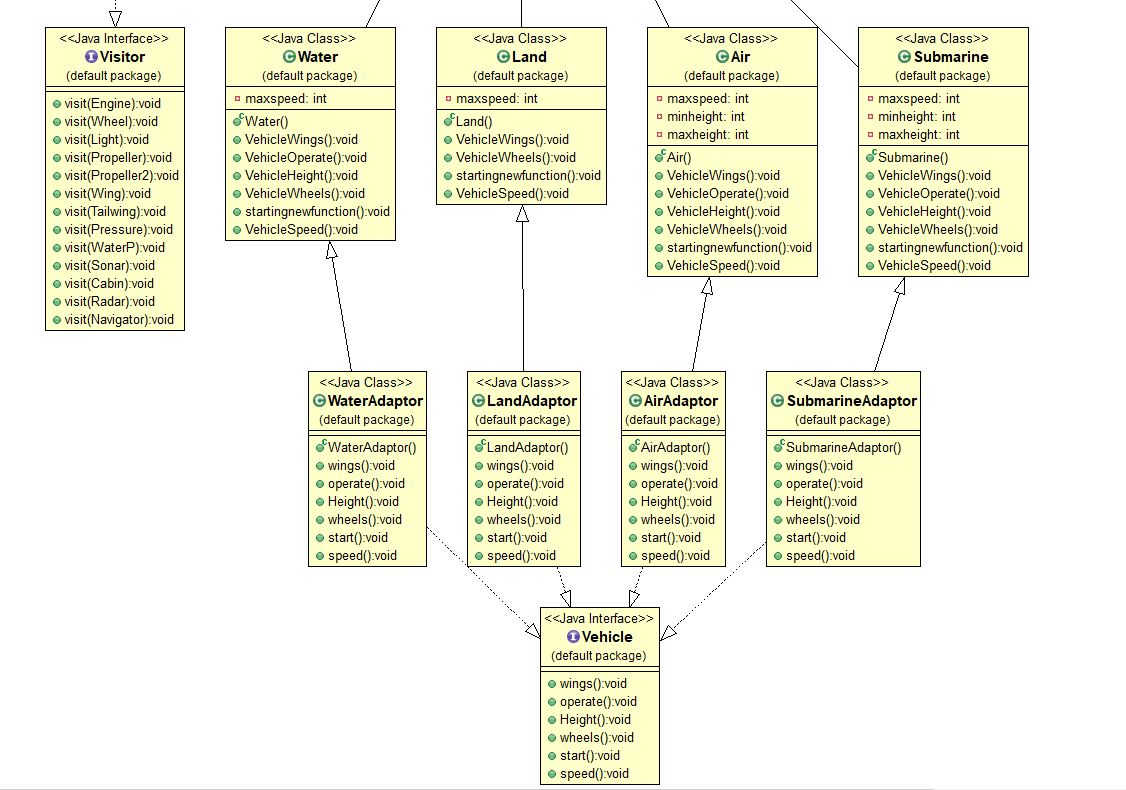 <<Java Interface>>
Visitor
(default package)
visit(Engine):void
visit(Wheel):void
visit(Light):void
visit(Propeller):void
visit(Propeller2):void
visit(Wing):void
visit(Tailwing):void
visit(Pressure):void
visit(WaterP):void
visit(Sonar):void
visit(Cabin):void
visit(Radar):void
visit(Navigator):void
<<Java Class>>
Water
(default package)
maxspeed: int
Water()
VehicleWings():void
VehicleOperate():void
VehicleHeight():void
VehicleWheels():void
startingnewfunction():void
VehicleSpeed():void
<<Java Class>>
Land
(default package)
maxspeed: int
Land()
VehicleWings():void
VehicleWheels():void
startingnewfunction():void
VehicleSpeed():void
<<Java Class>>
Air
(default package)
maxspeed: int
minheight: int
maxheight: int
Air()
VehicleWings():void
VehicleOperate():void
VehicleHeight():void
VehicleWheels():void
startingnewfunction():void
VehicleSpeed():void
<<Java Class>>
Submarine
(default package)
maxspeed: int
minheight: int
maxheight: int
Submarine()
VehicleWings():void
VehicleOperate():void
VehicleHeight():void
VehicleWheels():void
startingnewfunction():void
VehicleSpeed():void
<<Java Class>>
WaterAdaptor
(default package)
WaterAdaptor()
wings():void
operate():void
Height():void
wheels():void
start():void
speed():void
<<Java Class>>
LandAdaptor
(default package)
LandAdaptor()
wings():void
operate():void
Height():void
wheels():void
start():void
speed():void
<<Java Class>>
AirAdaptor
(default package)
AirAdaptor()
wings():void
operate():void
Height():void
wheels():void
start():void
speed():void
<<Java Class>>
SubmarineAdaptor
(default package)
SubmarineAdaptor()
wings():void
operate():void
Height():void
wheels():void
start():void
speed():void
<<Java Interface>>
Vehicle
(default package)
wings():void
operate():void
Height():void
wheels():void
start():void
speed():void